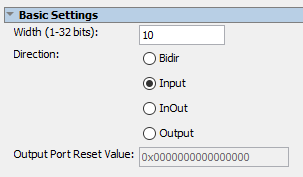 Basic Settings
Width (1-32 bits): 10
Direction: Bidir
Input
InOut
Output
Output Port Reset Value: 0x0000000000000000